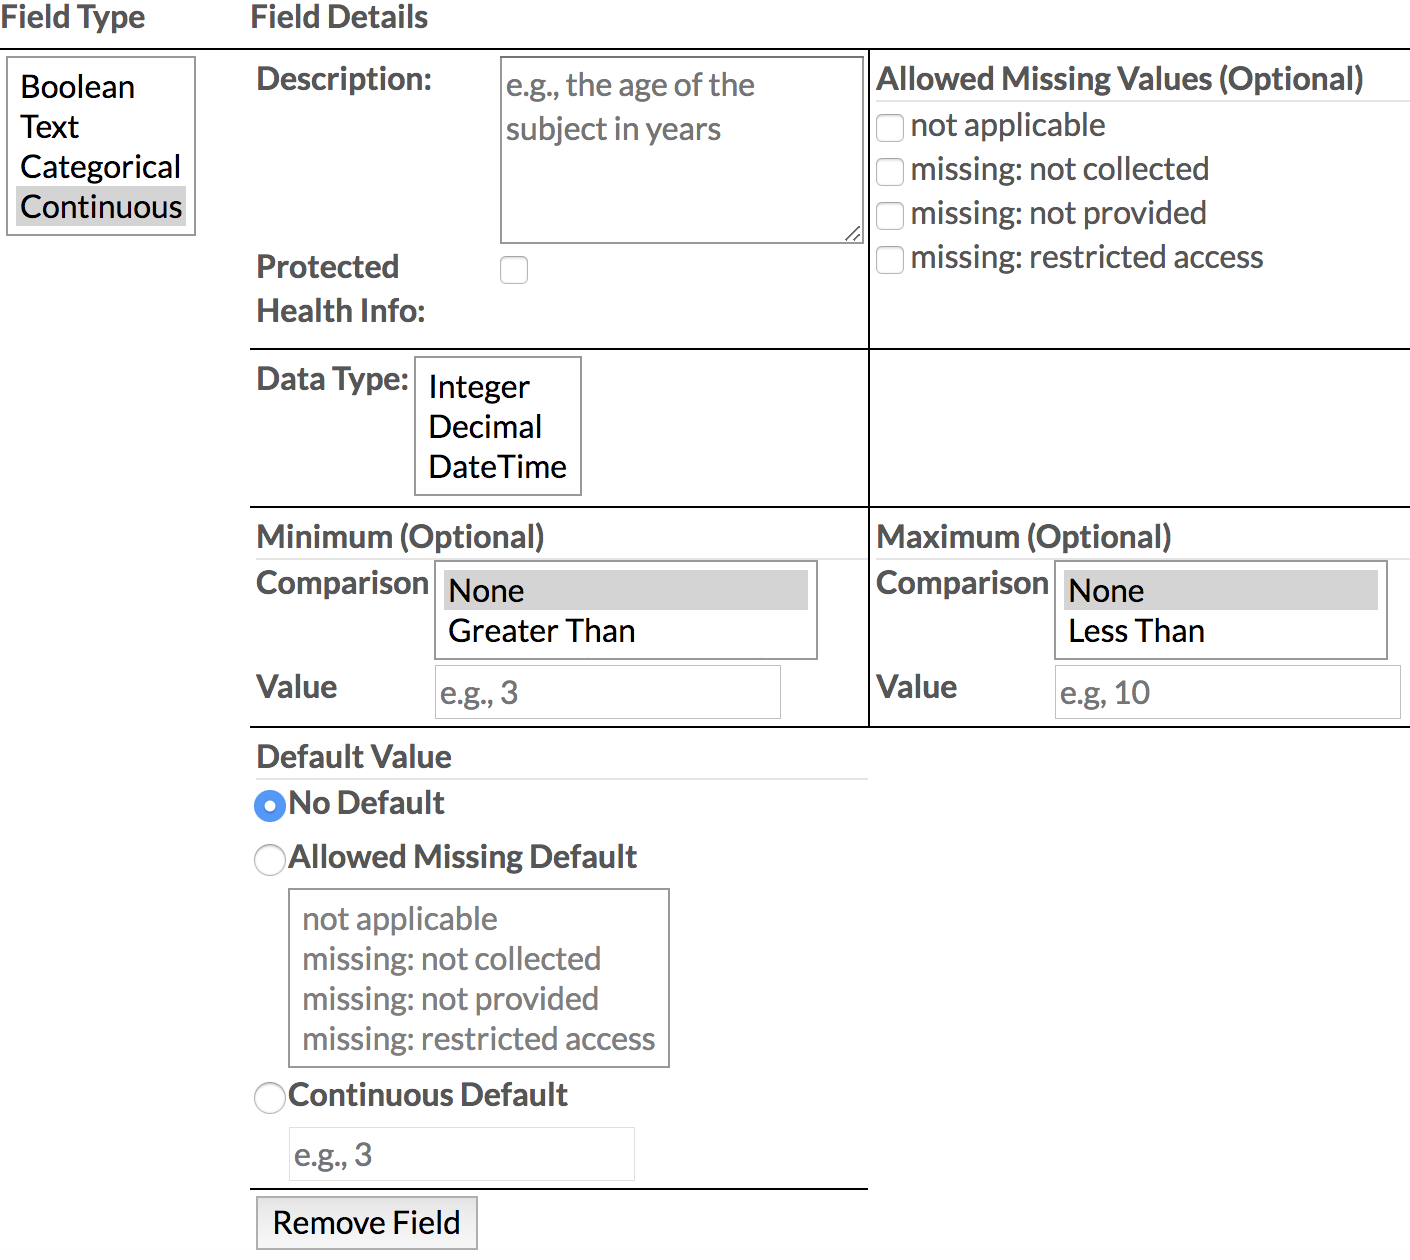 Field Type
Field Details
Boolean
Text
Categorical
Continuous
Description:
e.g., the age of the
subject in years
Protected
Health Info:
Allowed Missing Values (Optional)
not applicable
missing: not collected
missing: not provided
missing: restricted access
Data Type:
Integer
Decimal
DateTime
Minimum (Optional)
Comparison
None
Greater Than
Value
e.g., 3
Maximum (Optional)
Comparison
None
Less Than
Value
e.g, 10
Default Value
No Default
Allowed Missing Default
not applicable
missing: not collected
missing: not provided
missing: restricted access
Continuous Default
e.g., 3
Remove Field